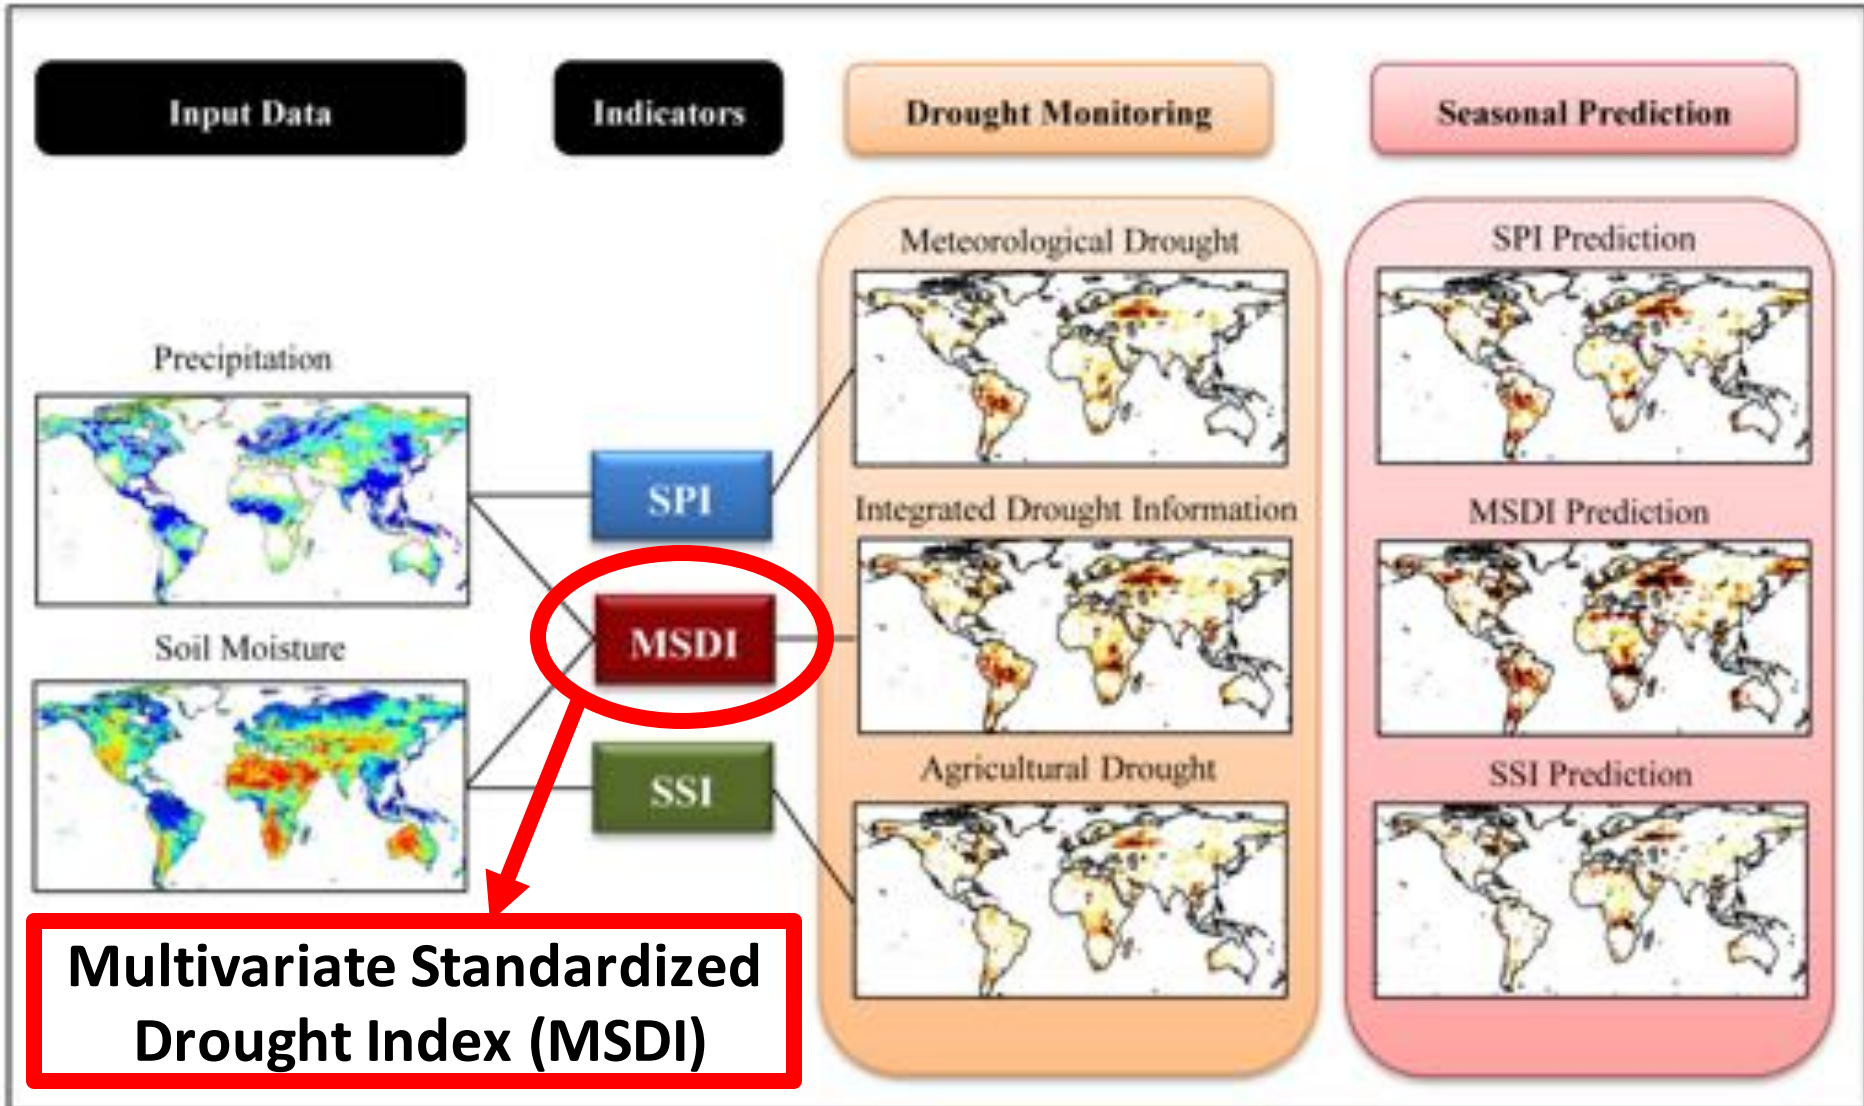 Input Data
Indicators
Drought Monitoring
Seasonal Prediction
Precipitation
Soil Moisture
SPI
MSDI
SSI
Meteorological Drought
Integrated Drought Information
Agricultural Drought
SPI Prediction
MSDI Prediction
SSI Prediction
Multivariate Standardized
Drought Index (MSDI)